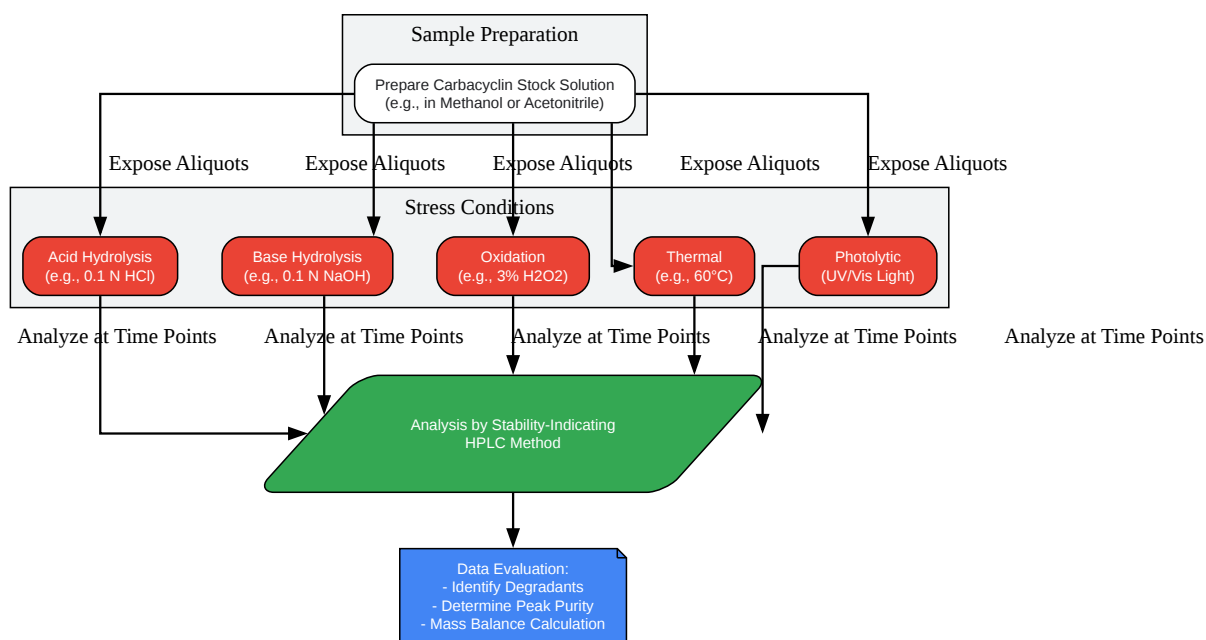 Sample Preparation
Prepare Carbacyclin Stock Solution
(e.g., in Methanol or Acetonitrile)
Expose Aliquots
Expose Aliquots
Expose Aliquots
Expose Aliquots
Expose Aliquots
Stress Conditions
Acid Hydrolysis
(e.g., 0.1 N HCl)
Base Hydrolysis
(e.g., 0.1 N NaOH)
Oxidation
(e.g., 3% H2O2)
Thermal
(e.g., 60°C)
Photolytic
(UV/Vis Light)
Analyze at Time Points
Analyze at Time Points
Analyze at Time Points
Analyze at Time Points
Analyze at Time Points
Analysis by Stability-Indicating
HPLC Method
Data Evaluation:
- Identify Degradants
- Determine Peak Purity
- Mass Balance Calculation